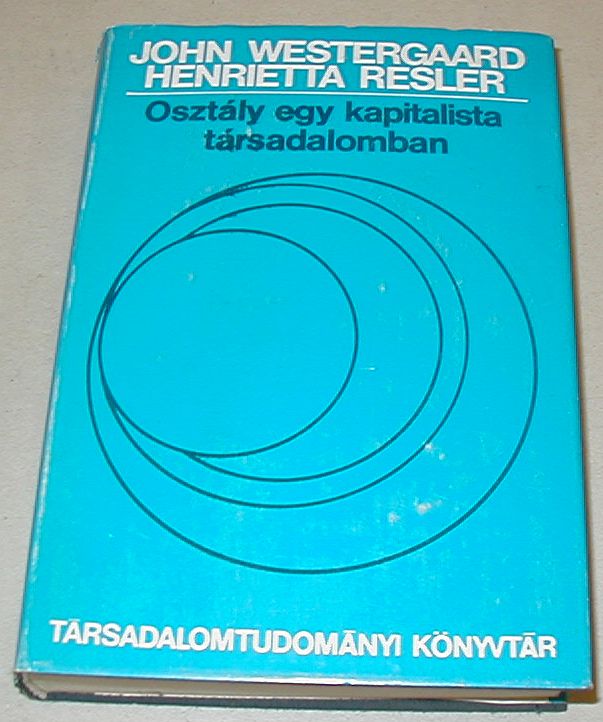 JOHN WESTERGAARD
HENRIETTA RESLER
Osztály egy kapitalista
társadalomban
TÁRSADALOMTUDOMÁNYI KÖNYVTÁR